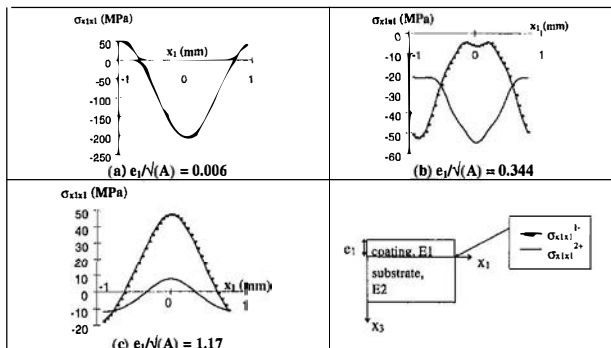 σx1x1 (MPa)
50
0
-50
-100
-150
-200
-250
x1 (mm)
-1
0
1
(a) e1/√(A) = 0.006
σx1x1 (MPa)
x1 (mm)
0
-10
-20
-30
-40
-50
-60
-1
0
1
(b) e1/√(A) = 0.344
σx1x1 (MPa)
50
40
30
20
10
0
-10
-20
x1 (mm)
-1
0
1
(c) e1/√(A) = 1.17
e1
coating, E1
substrate,
E2
x1
x3
σx1x1 1-
σx1x1 2+